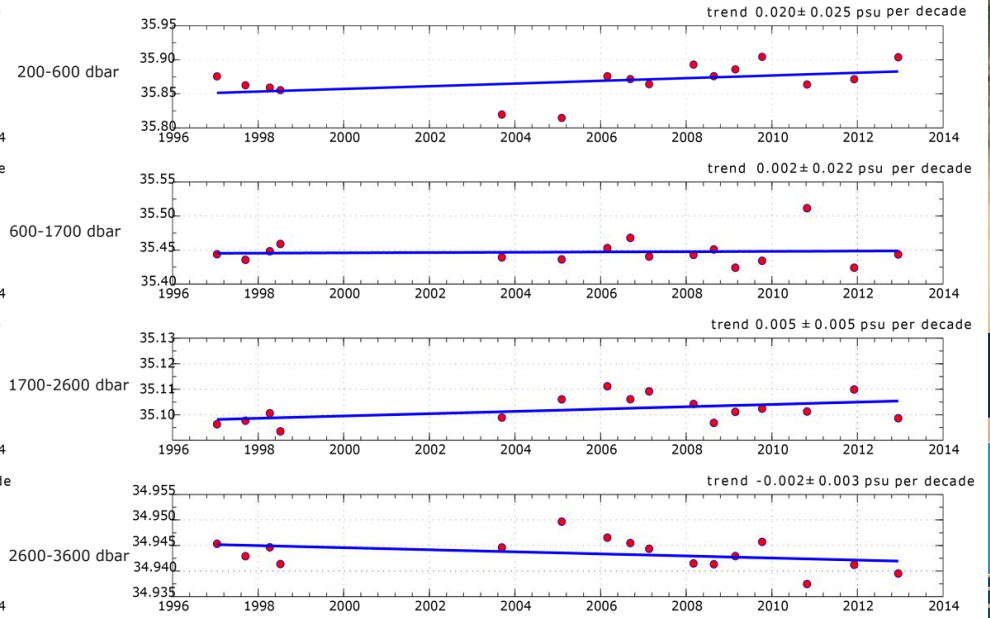 trend 0.020± 0.025 psu per decade
35.95
35.90
200-600 dbar
35.85
35.80
1996 1998 2000 2002 2004 2006 2008 2010 2012 2014
trend 0.002± 0.022 psu per decade
35.55
35.50
600-1700 dbar
35.45
35.40
1996 1998 2000 2002 2004 2006 2008 2010 2012 2014
trend 0.005 ± 0.005 psu per decade
35.13
35.12
1700-2600 dbar
35.11
35.10
1996 1998 2000 2002 2004 2006 2008 2010 2012 2014
trend -0.002± 0.003 psu per decade
34.955
34.950
34.945
2600-3600 dbar
34.940
34.935
1996 1998 2000 2002 2004 2006 2008 2010 2012 2014